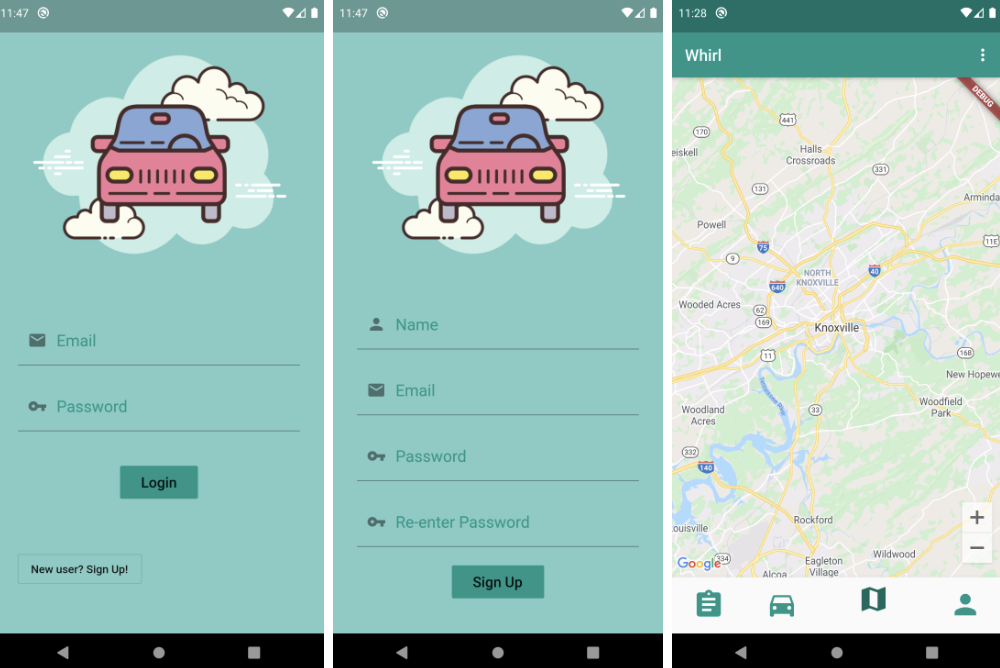 11:47
Email
Password
Login
New user? Sign Up!
11:47
Name
Email
Password
Re-enter Password
Sign Up
11:28
Whirl
DEBUG
441
170
eiskell
Halls
Crossroads
331
131
Arminda
Powell
11E
75
9
40
NORTH
KNOXVILLE
640
Wooded Acres
62
169
Knoxville
11
168
New Hopewe
Tennessee River
Woodfield
Park
Woodland
Acres
33
332
140
Rockford
ouisville
334
Wildwood
Google
Eagleton
Village
Alcoa